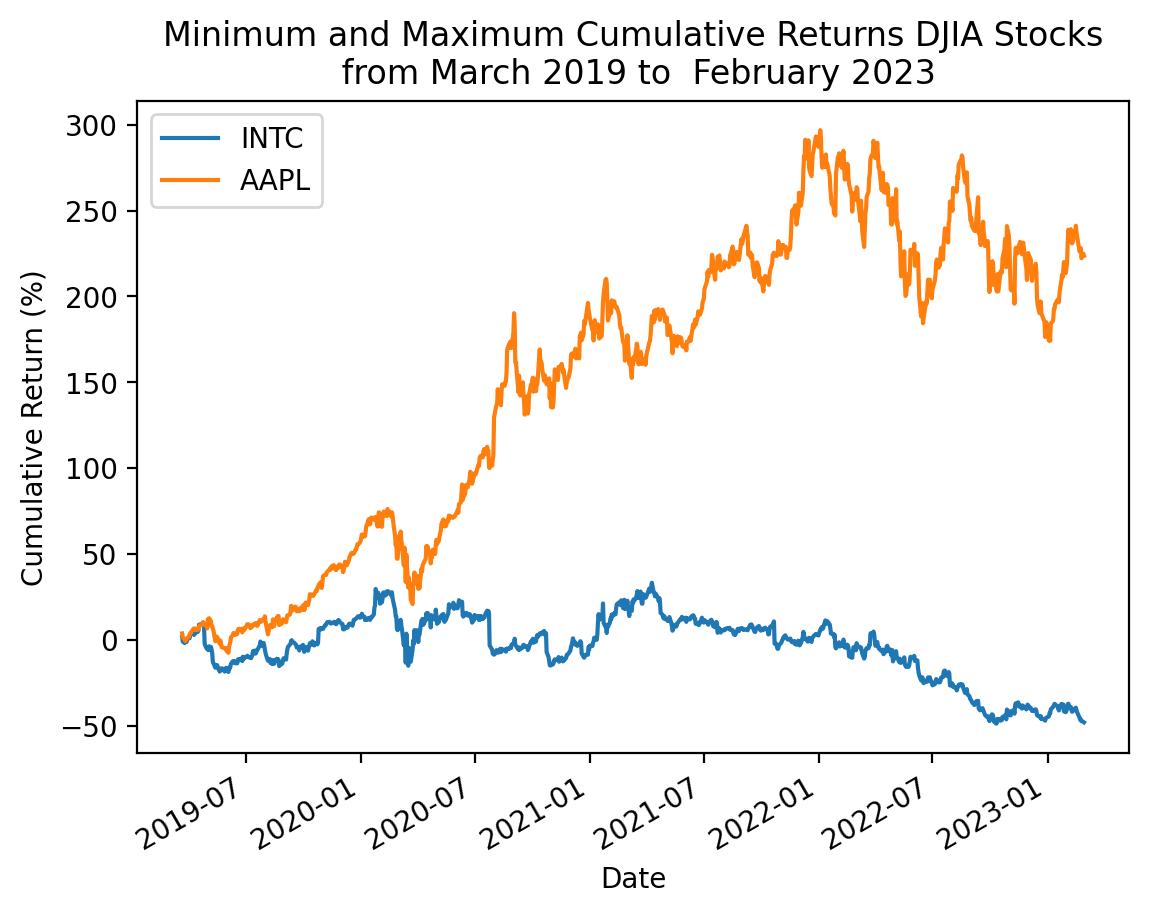 Minimum and Maximum Cumulative Returns DJIA Stocks
from March 2019 to  February 2023
INTC
AAPL
Cumulative Return (%)
300
250
200
150
100
50
0
−50
2019-07
2020-01
2020-07
2021-01
2021-07
2022-01
2022-07
2023-01
Date